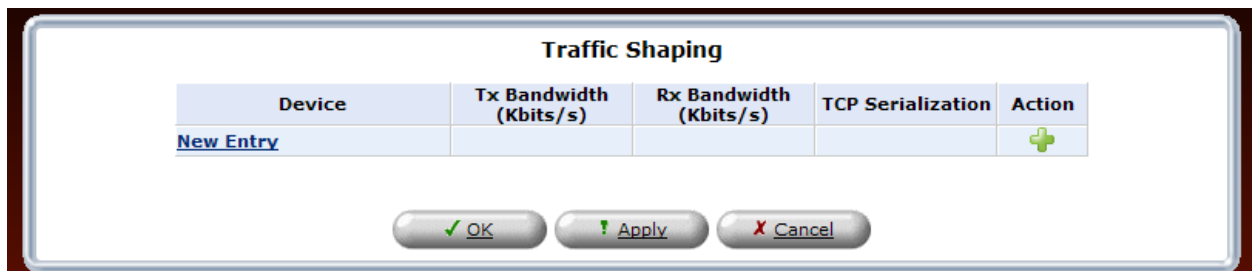 Traffic Shaping
Device Tx Bandwidth (Kbits/s) Rx Bandwidth (Kbits/s) TCP Serialization Action
New Entry
OK Apply Cancel